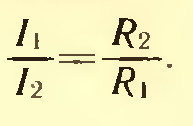 I₁/I₂ = R₂/R₁.